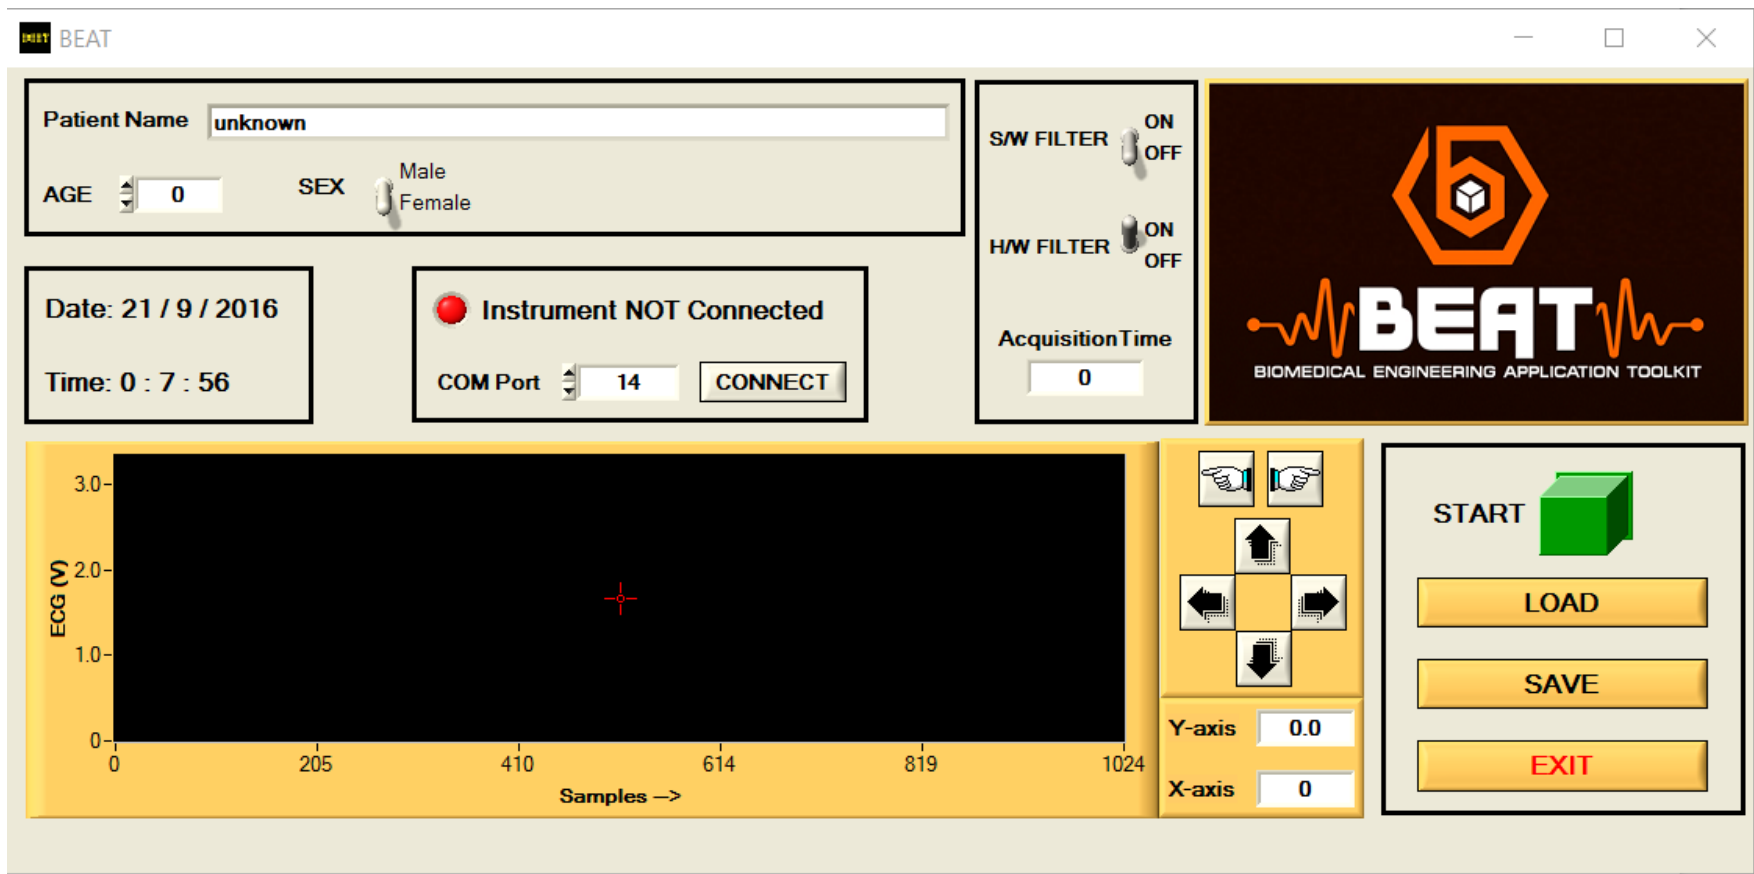 BEAT
Patient Name unknown
AGE 0 SEX Male
Female
S/W FILTER ON
OFF
H/W FILTER ON
OFF
Acquisition Time
0
BEAT
BIOMEDICAL ENGINEERING APPLICATION TOOLKIT
Date: 21 / 9 / 2016
Time: 0 : 7 : 56
Instrument NOT Connected
COM Port 14 CONNECT
ECG (V)
3.0
2.0
1.0
0
0 205 410 614 819 1024
Samples -->
Y-axis 0.0
X-axis 0
START
LOAD
SAVE
EXIT